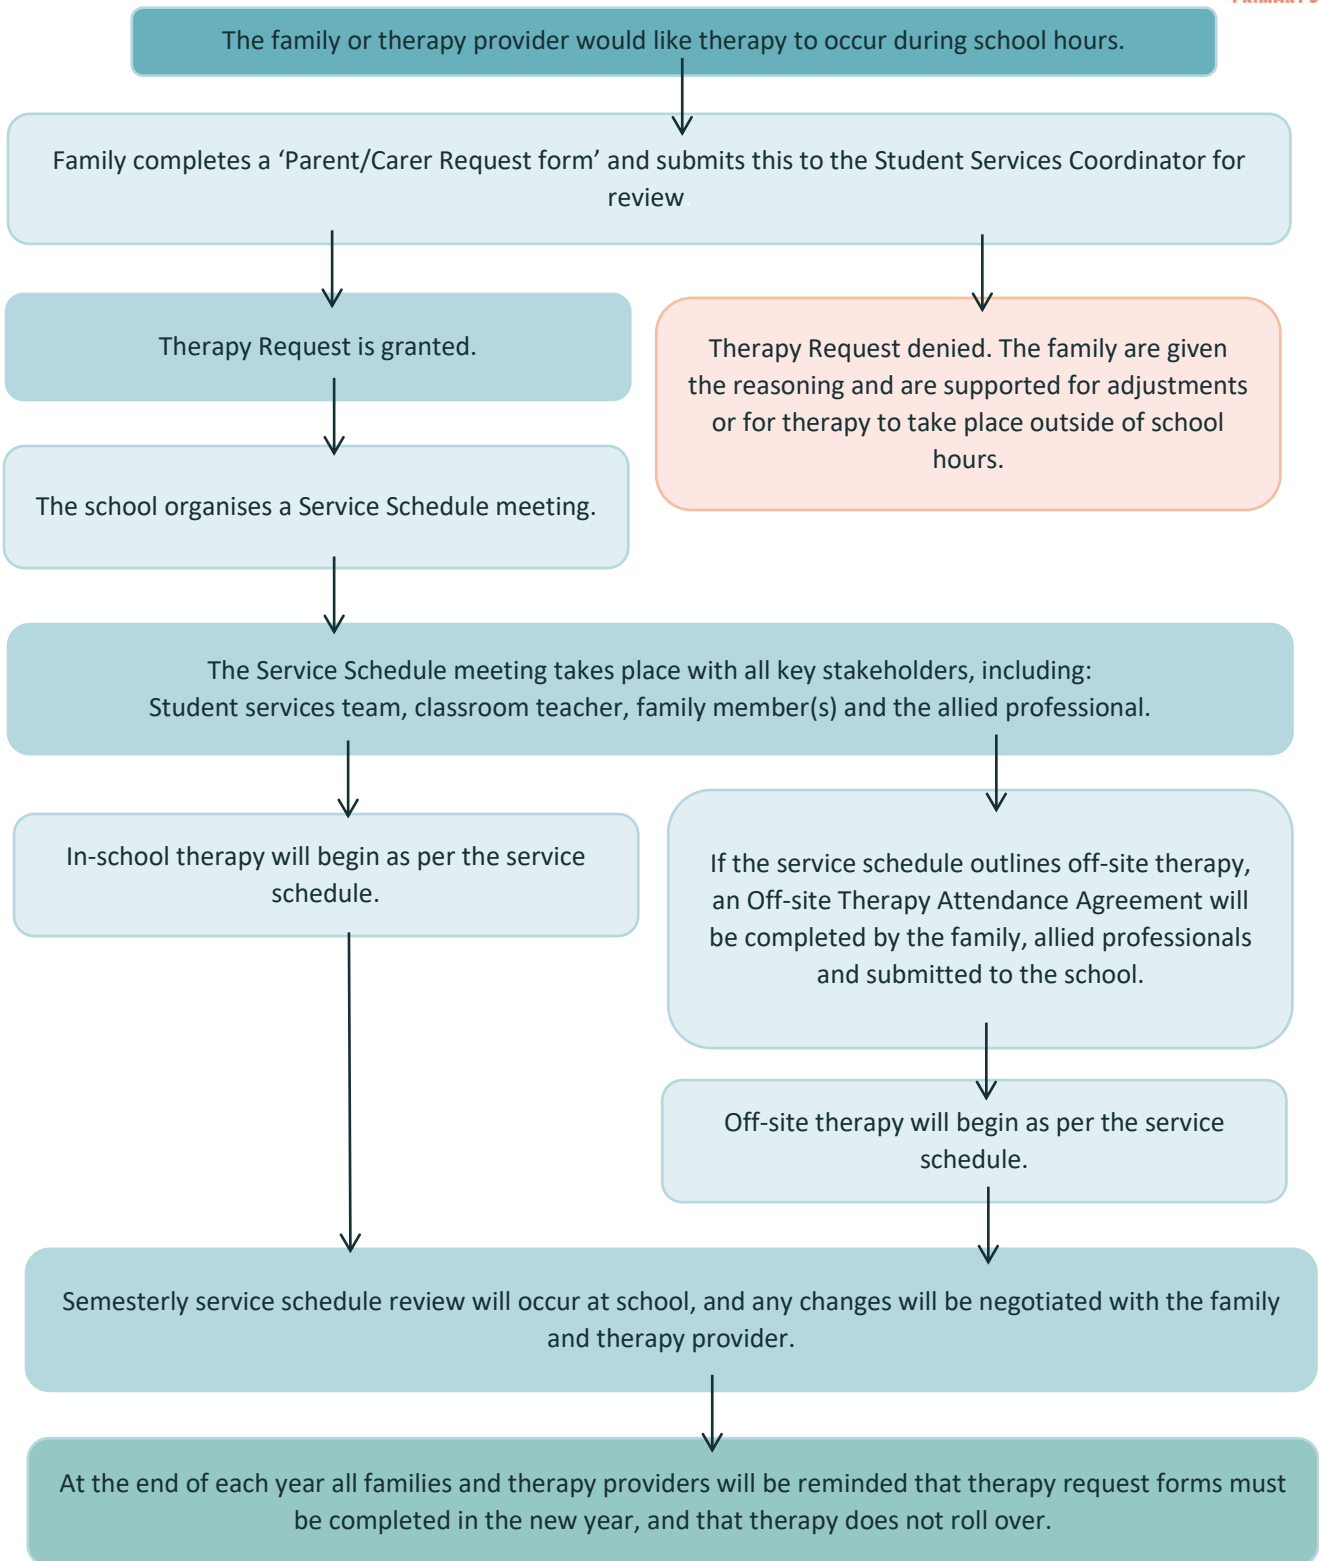 The family or therapy provider would like therapy to occur during school hours.
Family completes a ‘Parent/Carer Request form’ and submits this to the Student Services Coordinator for
review.
Therapy Request is granted.
Therapy Request denied. The family are given
the reasoning and are supported for adjustments
or for therapy to take place outside of school
hours.
The school organises a Service Schedule meeting.
The Service Schedule meeting takes place with all key stakeholders, including:
Student services team, classroom teacher, family member(s) and the allied professional.
In-school therapy will begin as per the service
schedule.
If the service schedule outlines off-site therapy,
an Off-site Therapy Attendance Agreement will
be completed by the family, allied professionals
and submitted to the school.
Off-site therapy will begin as per the service
schedule.
Semesterly service schedule review will occur at school, and any changes will be negotiated with the family
and therapy provider.
At the end of each year all families and therapy providers will be reminded that therapy request forms must
be completed in the new year, and that therapy does not roll over.